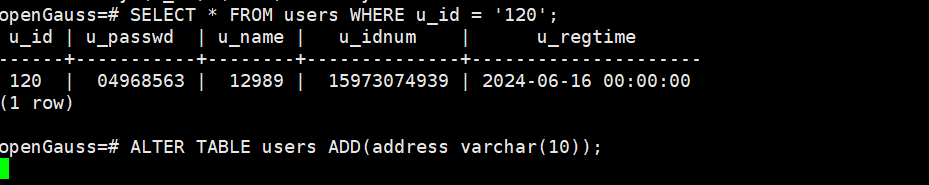 openGauss=# SELECT * FROM users WHERE u_id = '120';
 u_id | u_passwd  | u_name |   u_idnum    |      u_regtime
------+-----------+--------+--------------+---------------------
 120  |  04968563 |  12989 |  15973074939 | 2024-06-16 00:00:00
(1 row)
openGauss=# ALTER TABLE users ADD(address varchar(10));